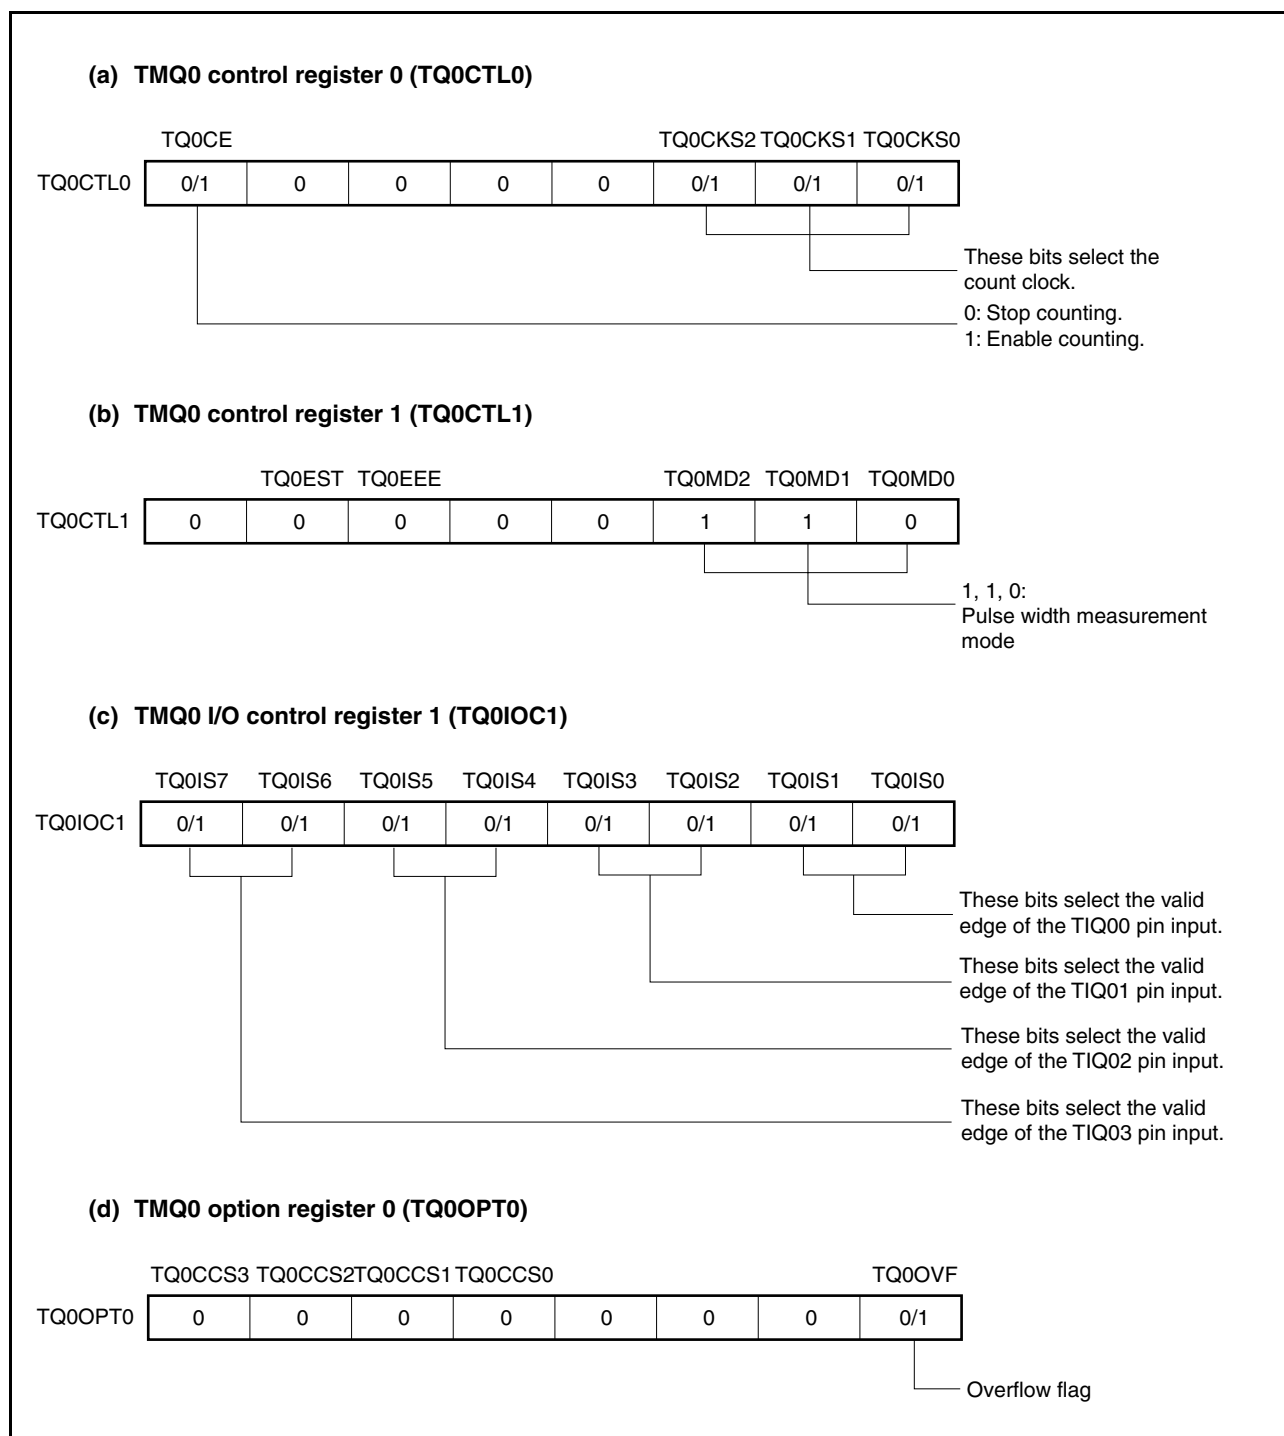 (a) TMQ0 control register 0 (TQ0CTL0)
TQ0CE TQ0CKS2 TQ0CKS1 TQ0CKS0
TQ0CTL0 0/1 0 0 0 0 0/1 0/1 0/1
These bits select the
count clock.
0: Stop counting.
1: Enable counting.
(b) TMQ0 control register 1 (TQ0CTL1)
TQ0EST TQ0EEE TQ0MD2 TQ0MD1 TQ0MD0
TQ0CTL1 0 0 0 0 0 1 1 0
1, 1, 0:
Pulse width measurement
mode
(c) TMQ0 I/O control register 1 (TQ0IOC1)
TQ0IS7 TQ0IS6 TQ0IS5 TQ0IS4 TQ0IS3 TQ0IS2 TQ0IS1 TQ0IS0
TQ0IOC1 0/1 0/1 0/1 0/1 0/1 0/1 0/1 0/1
These bits select the valid
edge of the TIQ00 pin input.
These bits select the valid
edge of the TIQ01 pin input.
These bits select the valid
edge of the TIQ02 pin input.
These bits select the valid
edge of the TIQ03 pin input.
(d) TMQ0 option register 0 (TQ0OPT0)
TQ0CCS3 TQ0CCS2 TQ0CCS1 TQ0CCS0 TQ0OVF
TQ0OPT0 0 0 0 0 0 0 0 0/1
Overflow flag